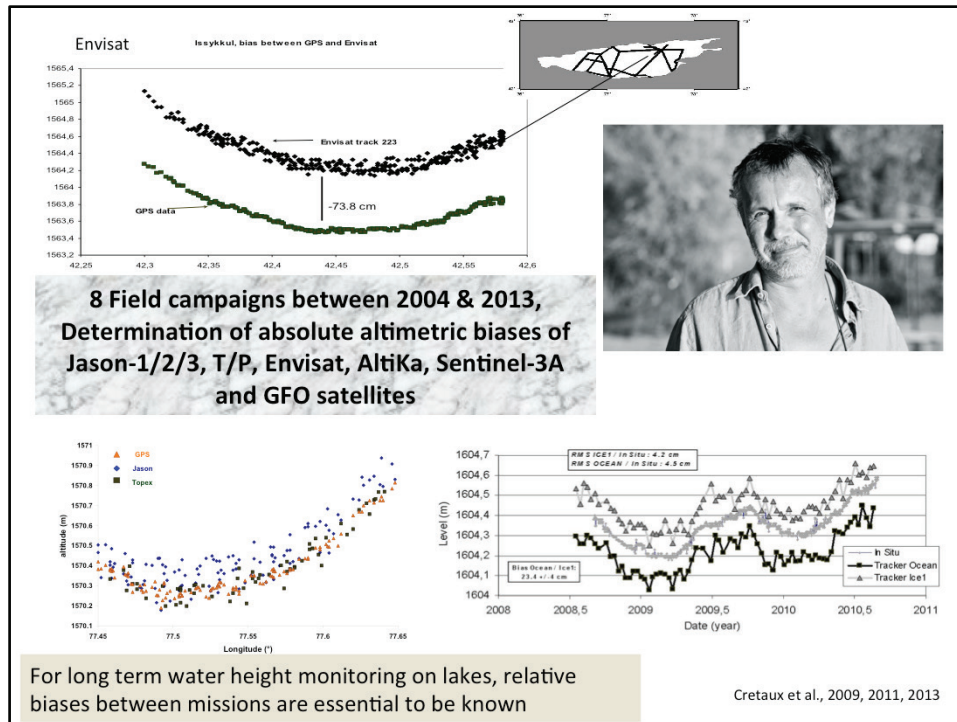 Envisat
Issykkul, bias between GPS and Envisat
1565,4
1565,2
1565
1564,8
1564,6
1564,4
1564,2
1564
1563,8
1563,6
1563,4
1563,2
42,25
42,3
42,35
42,4
42,45
42,5
42,55
42,6
Envisat track 223
GPS data
-73.8 cm
8 Field campaigns between 2004 & 2013,
Determination of absolute altimetric biases of
Jason-1/2/3, T/P, Envisat, AltiKa, Sentinel-3A
and GFO satellites
GPS
Jason
Topex
altitude (m)
1571
1570.9
1570.8
1570.7
1570.6
1570.5
1570.4
1570.3
1570.2
1570.1
77.45
77.5
77.55
77.6
77.65
Longitude (°)
RMS ICE1 / In Situ : 4.2 cm
RMS OCEAN / In Situ : 4.5 cm
Level (m)
1604,7
1604,6
1604,5
1604,4
1604,3
1604,2
1604,1
1604
Bias Ocean / Ice1:
23.4 +/-4 cm
In Situ
Tracker Ocean
Tracker Ice1
2008
2008,5
2009
2009,5
2010
2010,5
2011
Date (year)
For long term water height monitoring on lakes, relative
biases between missions are essential to be known
Cretaux et al., 2009, 2011, 2013